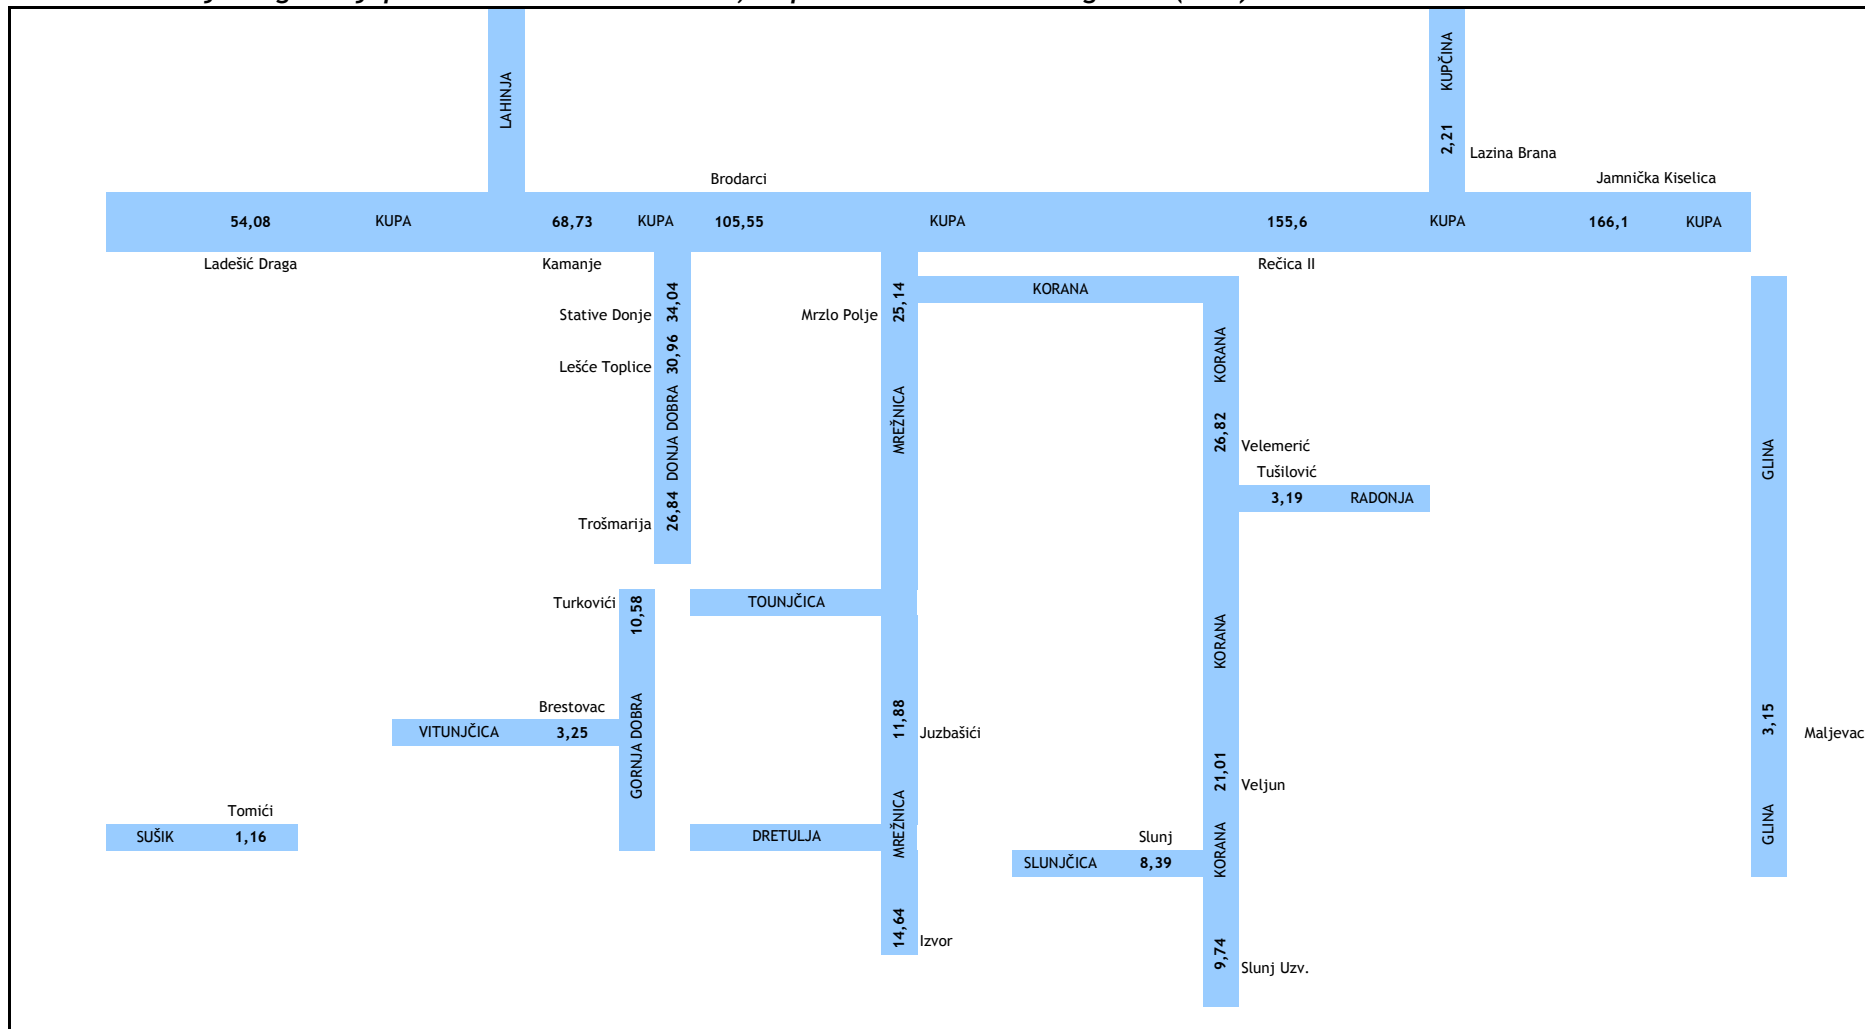 LAHINJA
KUPČINA
2,21
Lazina Brana
Brodarci
Jamnička Kiselica
54,08
KUPA
68,73
KUPA
105,55
KUPA
155,6
KUPA
166,1
KUPA
Ladešić Draga
Kamanje
Rečica II
Stative Donje
34,04
Mrzlo Polje
25,14
KORANA
Lešće Toplice
30,96
KORANA
DONJA DOBRA
MREŽNICA
26,82
Velemerić
GLINA
Tušilović
3,19
RADONJA
Trošmarija
26,84
Turkovići
10,58
TOUNJČICA
KORANA
Brestovac
VITUNJČICA
3,25
GORNJA DOBRA
11,88
Juzbašići
3,15
Maljevac
21,01
Veljun
Tomići
SUŠIK
1,16
DRETULJA
MREŽNICA
Slunj
SLUNJČICA
8,39
KORANA
GLINA
14,64
Izvor
9,74
Slunj Uzv.